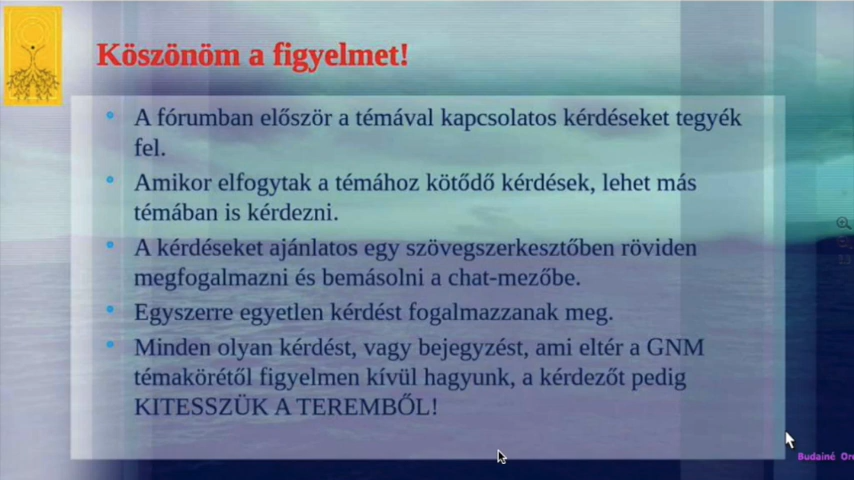 Köszönöm a figyelmet!
A fórumban először a témával kapcsolatos kérdéseket tegyék
fel.
Amikor elfogytak a témához kötődő kérdések, lehet más
témában is kérdezni.
A kérdéseket ajánlatos egy szövegszerkesztőben röviden
megfogalmazni és bemásolni a chat-mezőbe.
Egyszerre egyetlen kérdést fogalmazzanak meg.
Minden olyan kérdést, vagy bejegyzést, ami eltér a GNM
témakörétől figyelmen kívül hagyunk, a kérdezőt pedig
KITESSZÜK A TEREMBŐL!
Budainé